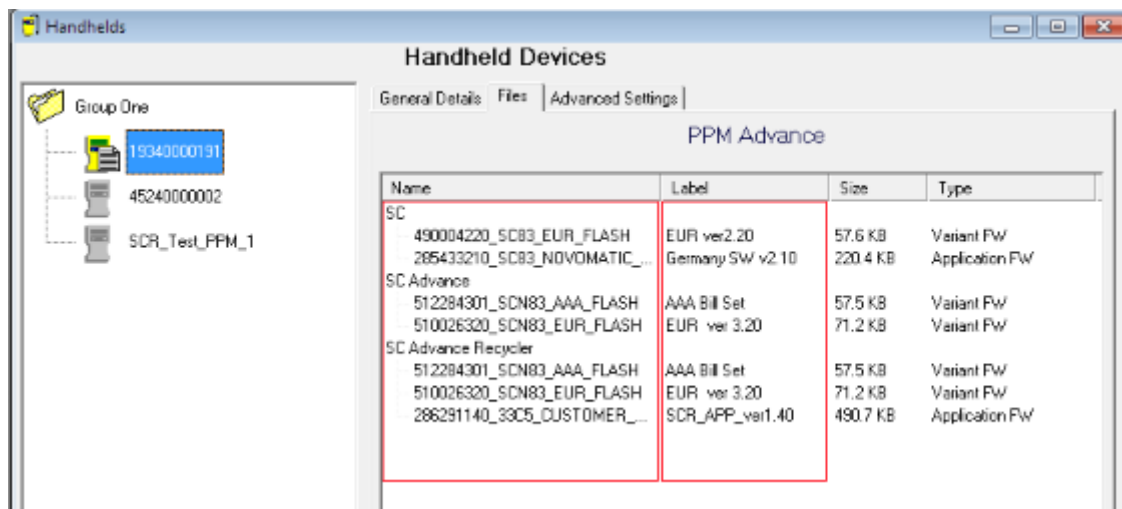 Handhelds
Handheld Devices
Group One
19340000191
45240000002
SCR_Test_PPM_1
General Details Files Advanced Settings
PPM Advance
Name Label Size Type
SC
490004220_SC83_EUR_FLASH EUR ver2.20 57.6 KB Variant FW
285433210_SC83_NOVOMATIC_... Germany SW v2.10 220.4 KB Application FW
SC Advance
512284301_SCN83_AAA_FLASH AAA Bill Set 57.5 KB Variant FW
510026320_SCN83_EUR_FLASH EUR ver 3.20 71.2 KB Variant FW
SC Advance Recycler
512284301_SCN83_AAA_FLASH AAA Bill Set 57.5 KB Variant FW
510026320_SCN83_EUR_FLASH EUR ver 3.20 71.2 KB Variant FW
286291140_33C5_CUSTOMER_... SCR_APP_ver1.40 490.7 KB Application FW